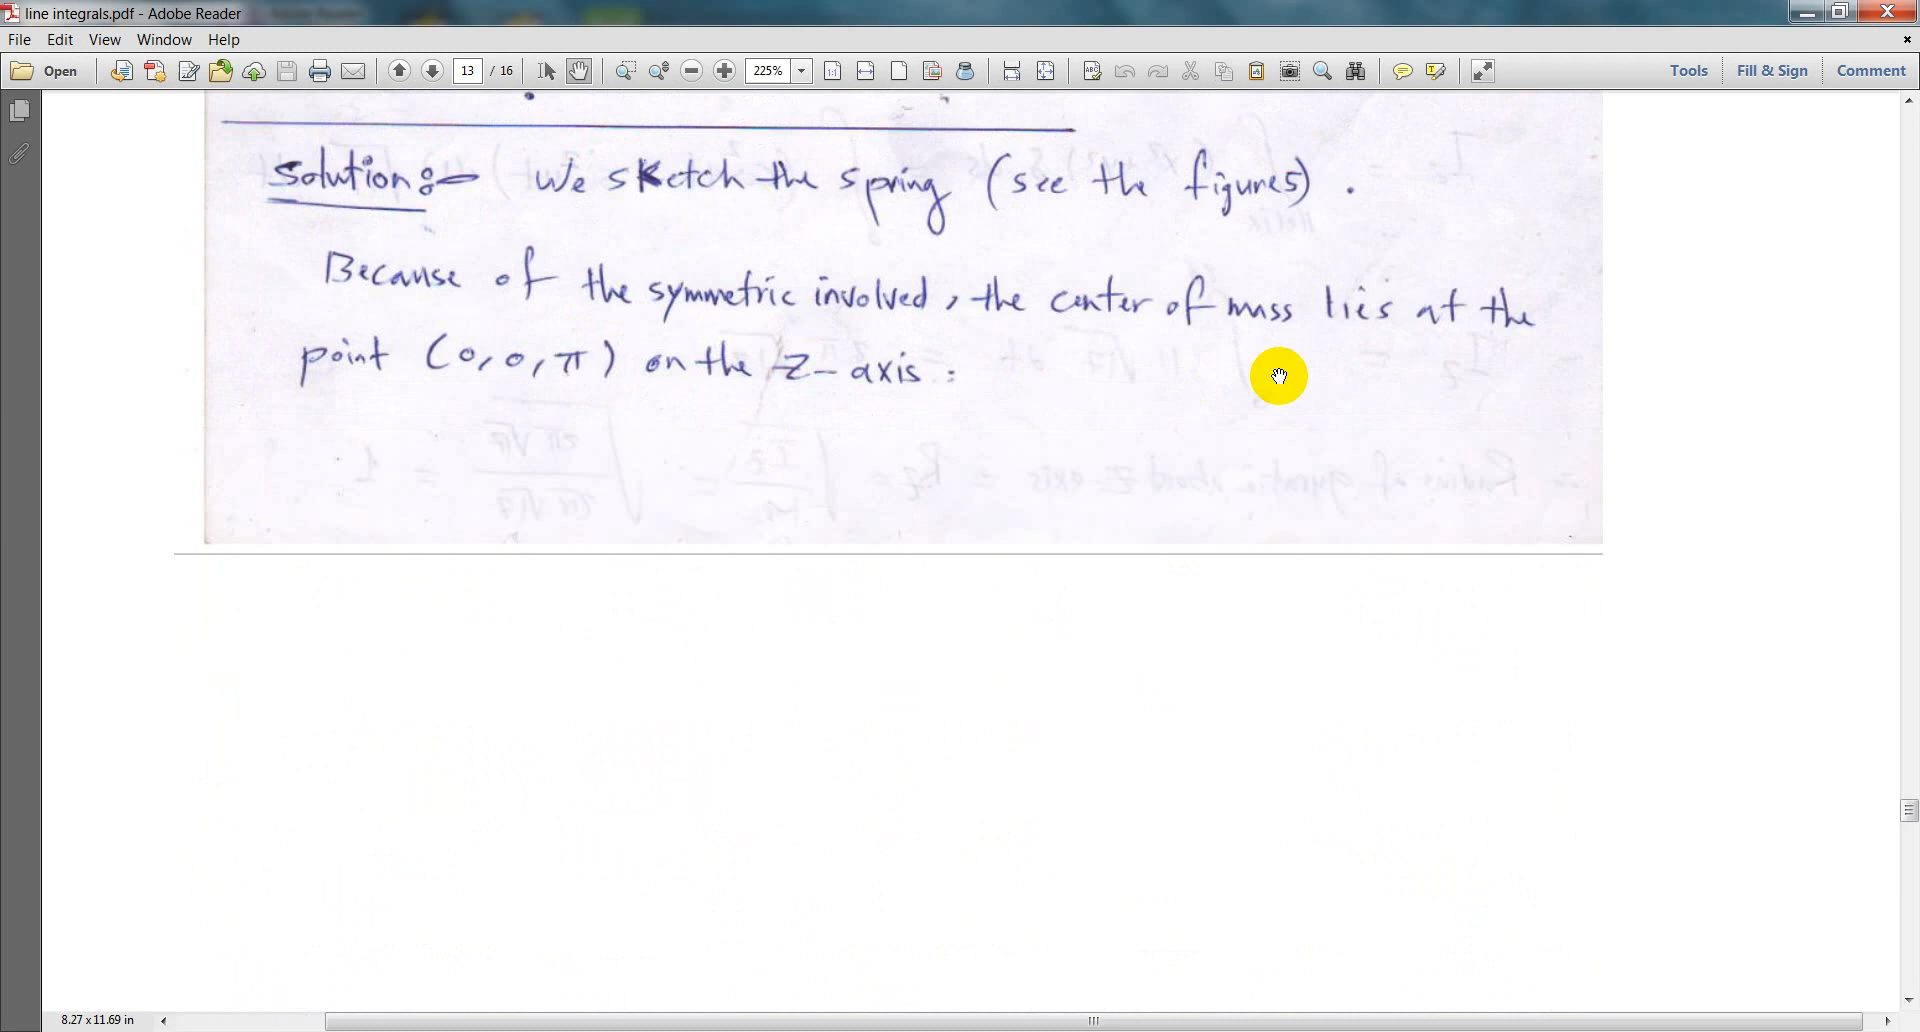 line integrals.pdf - Adobe Reader
File Edit View Window Help
Open 13 / 16 225% Tools Fill & Sign Comment
Solution:- We sketch the spring (see the figures).
Because of the symmetric involved, the center of mass lies at the
point (0, 0, π) on the z-axis:
8.27 x 11.69 in